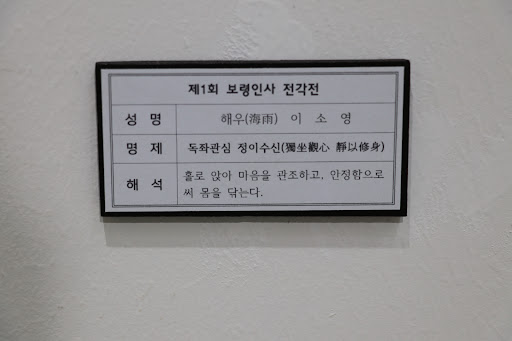 제1회 보령인사 전각전
성 명 해우(海雨) 이 소 영
명 제 독좌관심 정이수신(獨坐觀心 靜以修身)
해 석 홀로 앉아 마음을 관조하고, 안정함으로
써 몸을 닦는다.